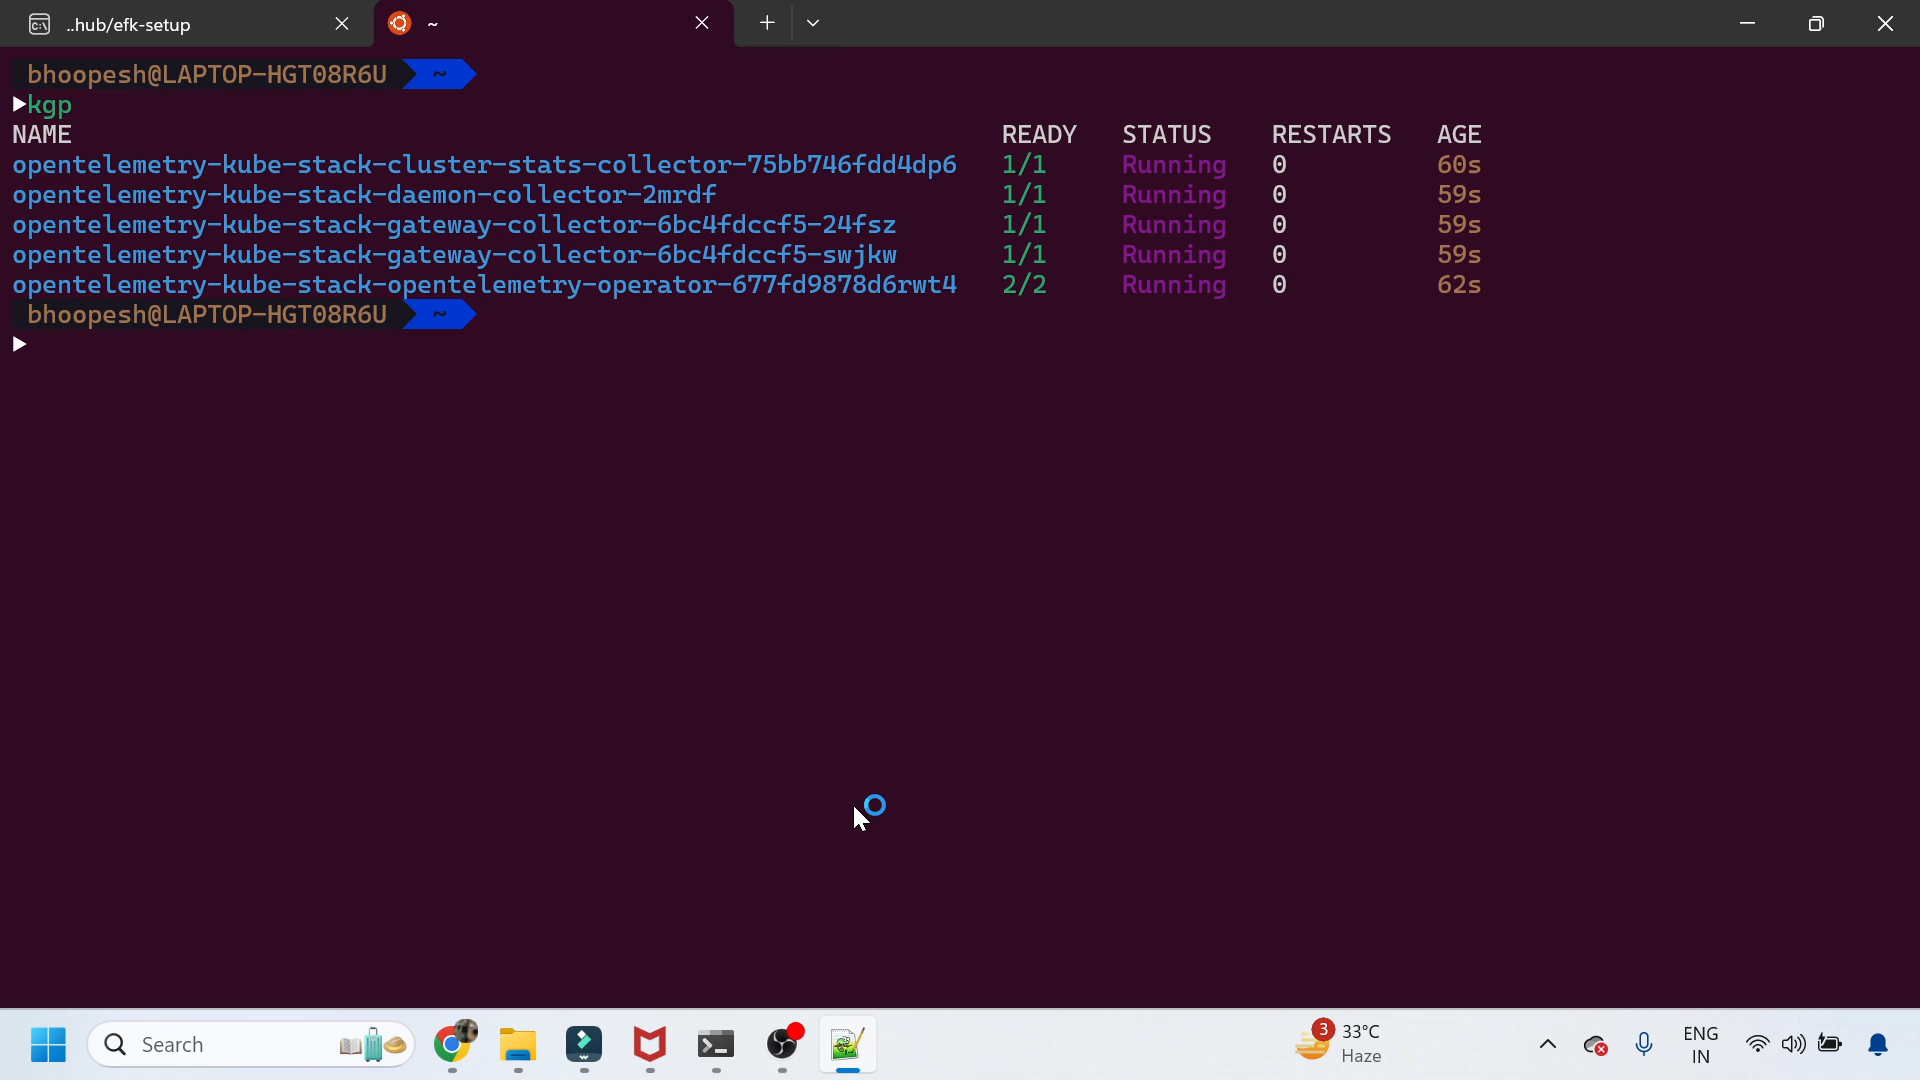 ..hub/efk-setup
~
bhoopesh@LAPTOP-HGT08R6U ~
▶kgp
NAME READY STATUS RESTARTS AGE
opentelemetry-kube-stack-cluster-stats-collector-75bb746fdd4dp6 1/1 Running 0 60s
opentelemetry-kube-stack-daemon-collector-2mrdf 1/1 Running 0 59s
opentelemetry-kube-stack-gateway-collector-6bc4fdccf5-24fsz 1/1 Running 0 59s
opentelemetry-kube-stack-gateway-collector-6bc4fdccf5-swjkw 1/1 Running 0 59s
opentelemetry-kube-stack-opentelemetry-operator-677fd9878d6rwt4 2/2 Running 0 62s
bhoopesh@LAPTOP-HGT08R6U ~
▶
Search
3
33°C
Haze
ENG
IN